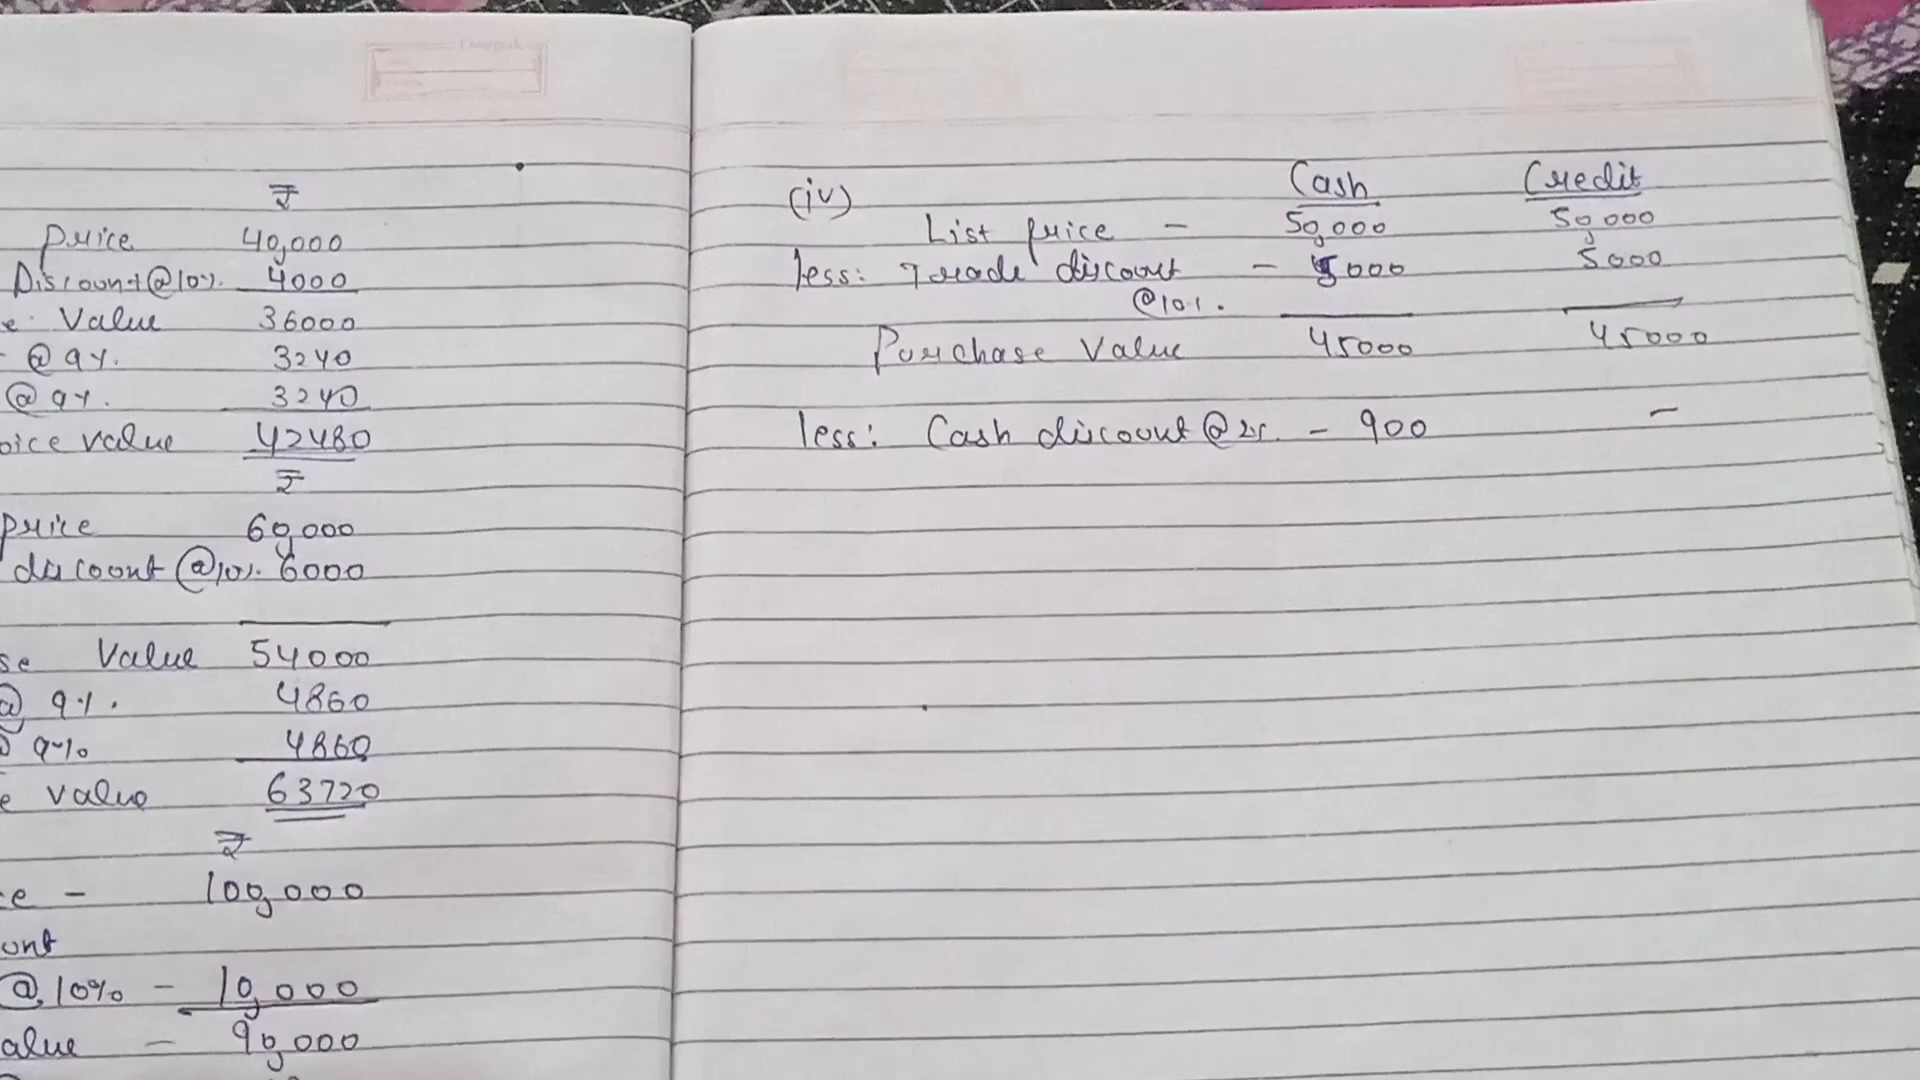 ₹
Price 40,000
Discount @10%. 4000
e Value 36000
- @ 9%. 3240
@ 9%. 3240
oice value 42480
₹
price 60,000
discount @10%. 6000
se Value 54000
@ 9%. 4860
@ 9% 4860
e value 63720
₹
ce - 100,000
ount
@ 10% - 10,000
alue - 90,000
(iv) Cash Credit
List price - 50,000 50,000
less: Trade discount - 5000 5000
@10%.
Purchase Value 45000 45000
less: Cash discount @ 2%. - 900 -